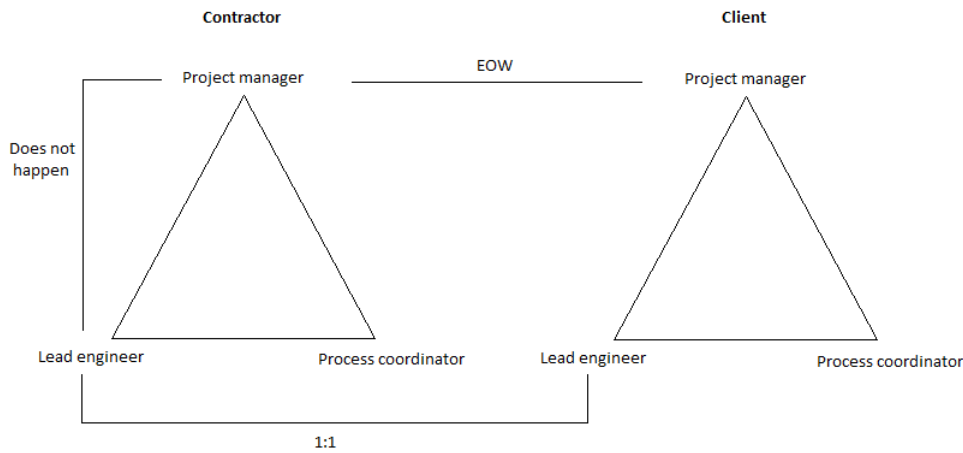 Contractor
Client
EOW
Project manager
Project manager
Does not
happen
Lead engineer
Process coordinator
Lead engineer
Process coordinator
1:1